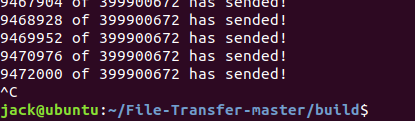 9467904 of 399900672 has sended!
9468928 of 399900672 has sended!
9469952 of 399900672 has sended!
9470976 of 399900672 has sended!
9472000 of 399900672 has sended!
^C
jack@ubuntu:~/File-Transfer-master/build$